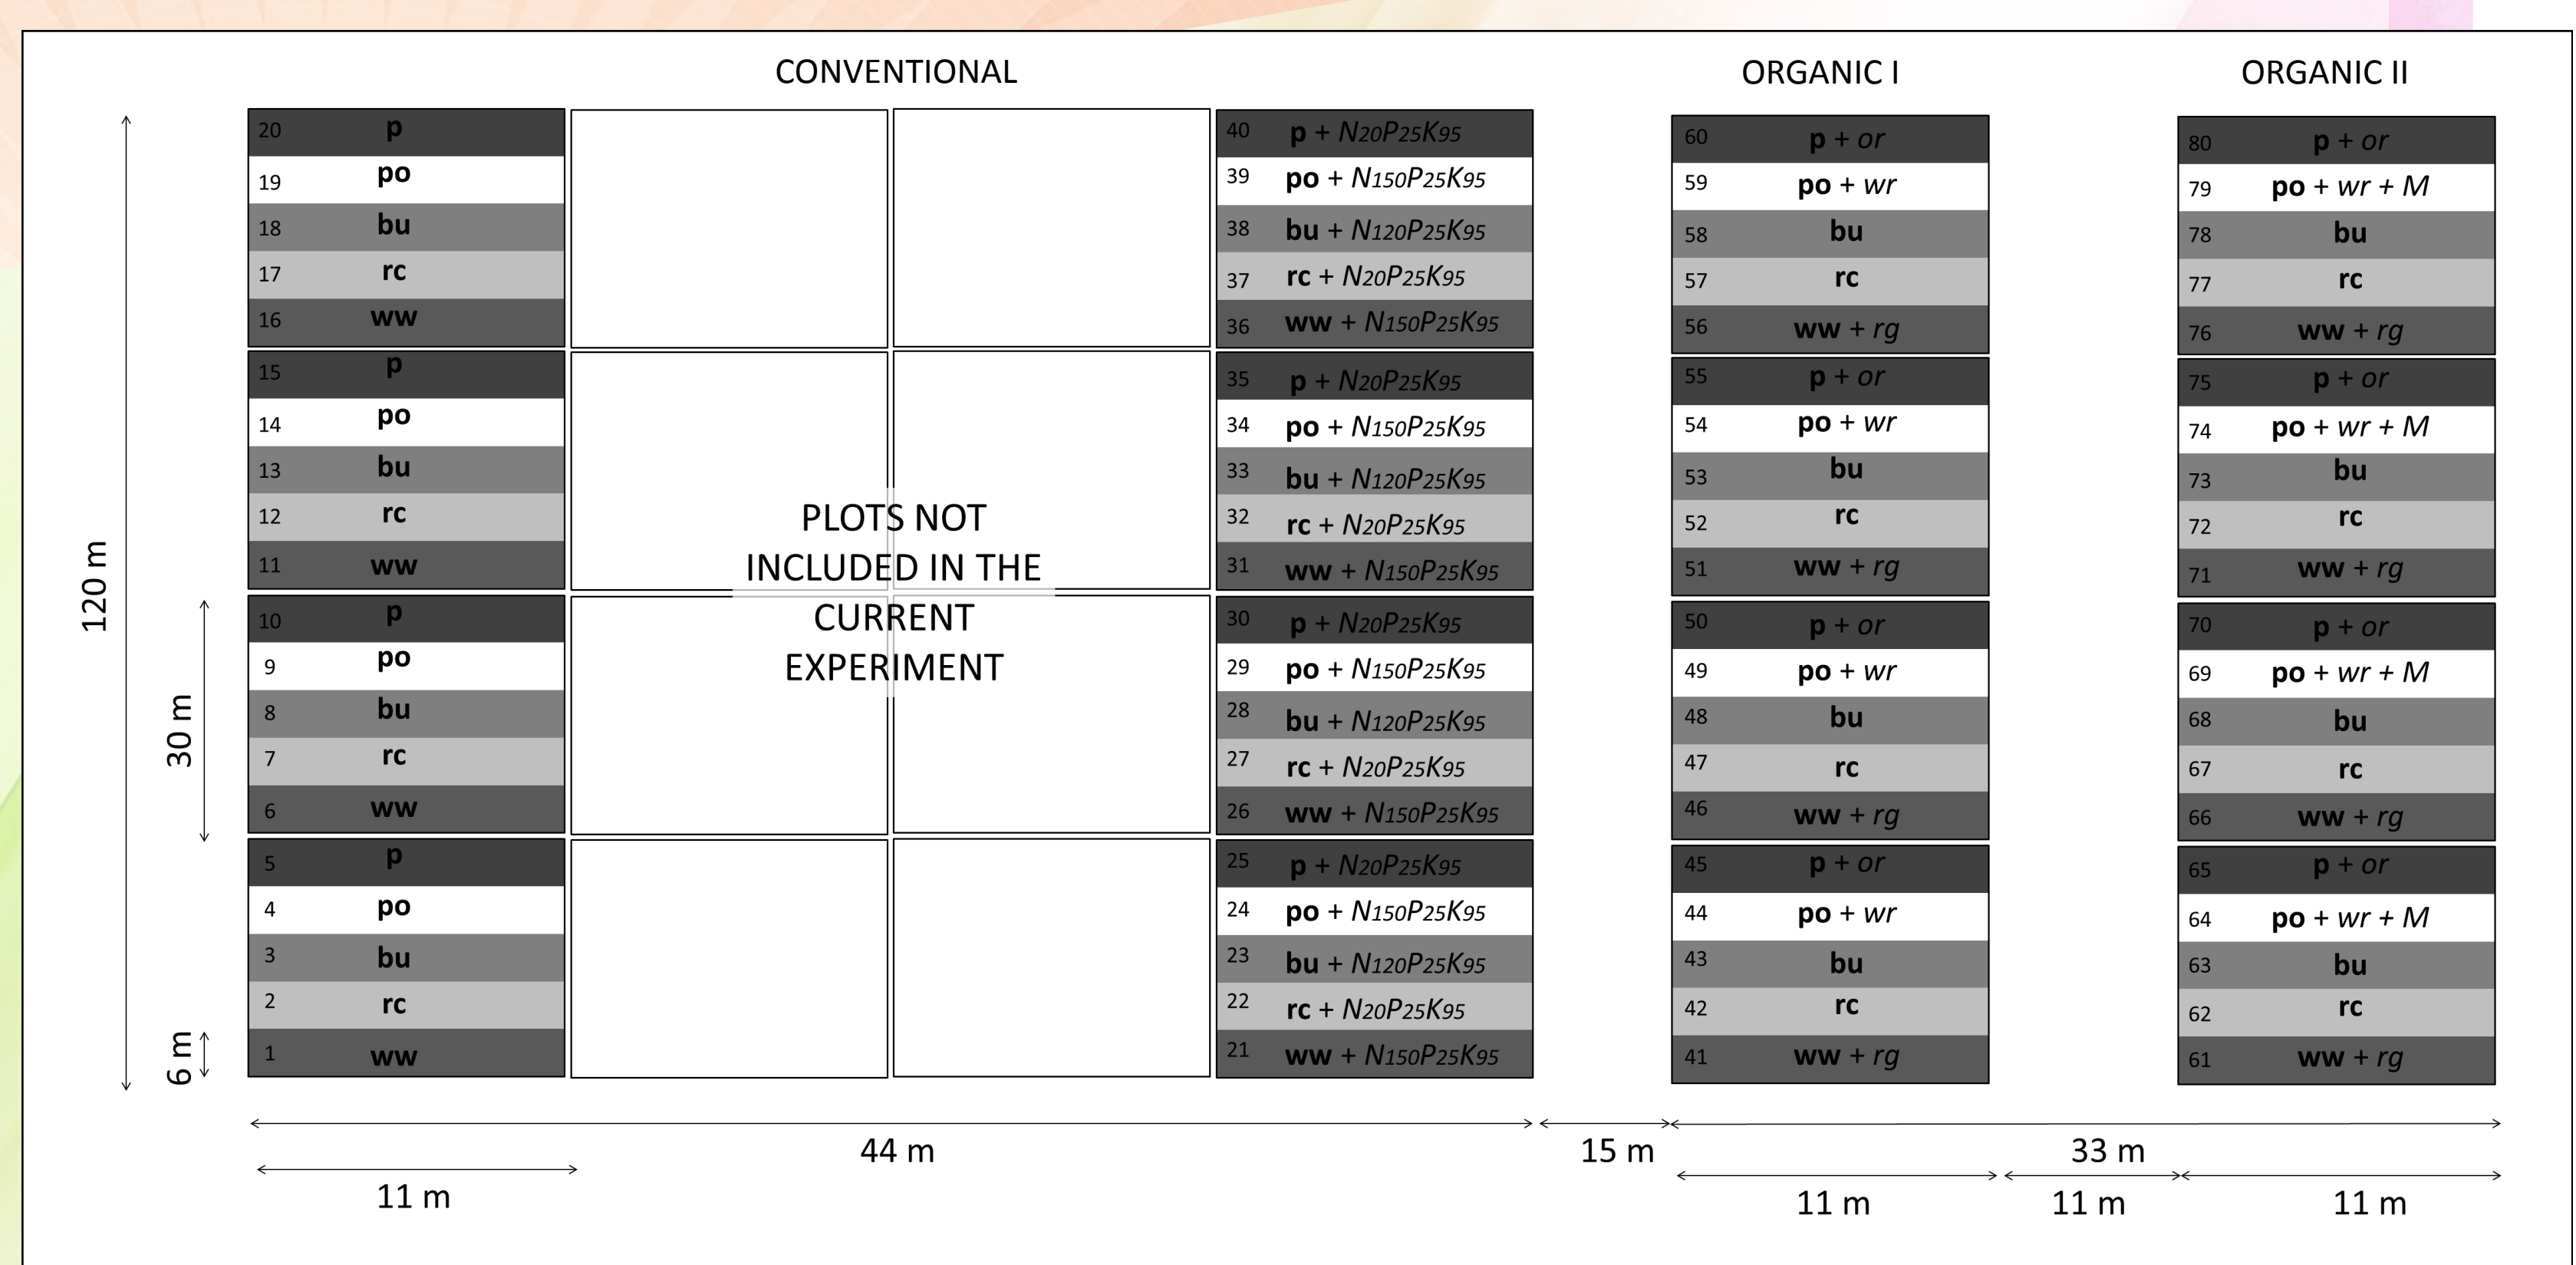 CONVENTIONAL
ORGANIC I
ORGANIC II
20 p
19 po
18 bu
17 rc
16 ww
15 p
14 po
13 bu
12 rc
11 ww
10 p
9 po
8 bu
7 rc
6 ww
5 p
4 po
3 bu
2 rc
1 ww
PLOTS NOT
INCLUDED IN THE
CURRENT
EXPERIMENT
40 p + N20P25K95
39 po + N150P25K95
38 bu + N120P25K95
37 rc + N20P25K95
36 ww + N150P25K95
35 p + N20P25K95
34 po + N150P25K95
33 bu + N120P25K95
32 rc + N20P25K95
31 ww + N150P25K95
30 p + N20P25K95
29 po + N150P25K95
28 bu + N120P25K95
27 rc + N20P25K95
26 ww + N150P25K95
25 p + N20P25K95
24 po + N150P25K95
23 bu + N120P25K95
22 rc + N20P25K95
21 ww + N150P25K95
60 p + or
59 po + wr
58 bu
57 rc
56 ww + rg
55 p + or
54 po + wr
53 bu
52 rc
51 ww + rg
50 p + or
49 po + wr
48 bu
47 rc
46 ww + rg
45 p + or
44 po + wr
43 bu
42 rc
41 ww + rg
80 p + or
79 po + wr + M
78 bu
77 rc
76 ww + rg
75 p + or
74 po + wr + M
73 bu
72 rc
71 ww + rg
70 p + or
69 po + wr + M
68 bu
67 rc
66 ww + rg
65 p + or
64 po + wr + M
63 bu
62 rc
61 ww + rg
120 m
30 m
6 m
44 m
15 m
33 m
11 m
11 m
11 m
11 m